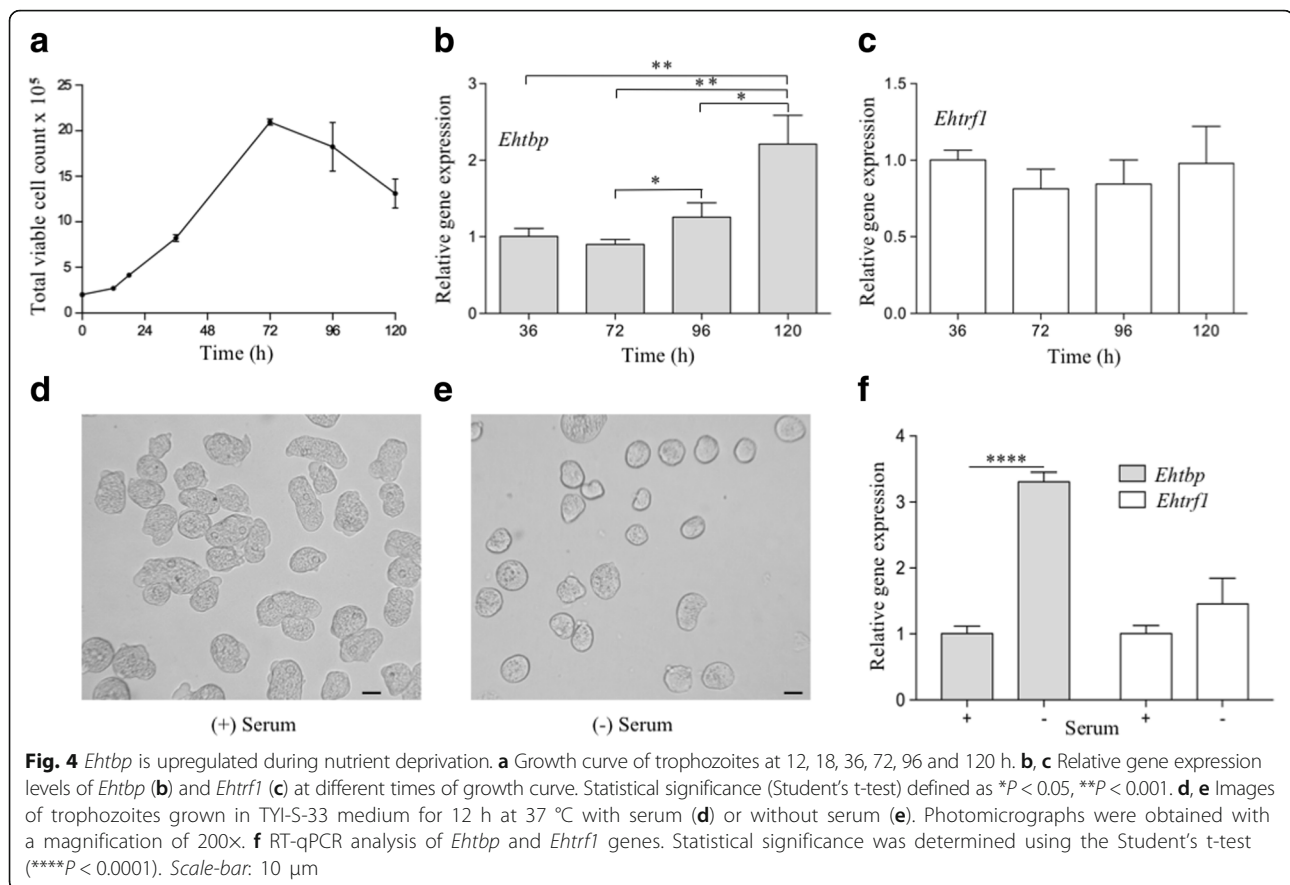 a
Total viable cell count x 10⁵
25
20
15
10
5
0
0 24 48 72 96 120
Time (h)
b
Relative gene expression
3
2
1
0
Ehtbp
**
**
*
*
36 72 96 120
Time (h)
c
Relative gene expression
1.5
1.0
0.5
0.0
Ehtrf1
36 72 96 120
Time (h)
d
(+) Serum
e
(-) Serum
f
Relative gene expression
4
3
2
1
0
****
Ehtbp
Ehtrf1
+ - Serum + -
Fig. 4 Ehtbp is upregulated during nutrient deprivation. a Growth curve of trophozoites at 12, 18, 36, 72, 96 and 120 h. b, c Relative gene expression
levels of Ehtbp (b) and Ehtrf1 (c) at different times of growth curve. Statistical significance (Student's t-test) defined as *P < 0.05, **P < 0.001. d, e Images
of trophozoites grown in TYI-S-33 medium for 12 h at 37 °C with serum (d) or without serum (e). Photomicrographs were obtained with
a magnification of 200×. f RT-qPCR analysis of Ehtbp and Ehtrf1 genes. Statistical significance was determined using the Student's t-test
(****P < 0.0001). Scale-bar: 10 μm